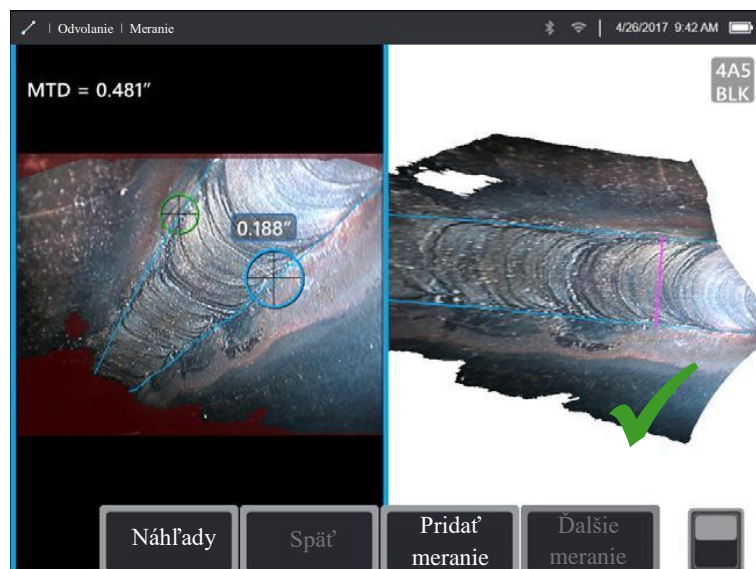 | Odvolanie | Meranie
4/26/2017 9:42 AM
MTD = 0.481"
4A5
BLK
0.188"
Náhľady
Späť
Pridať
meranie
Ďalšie
meranie